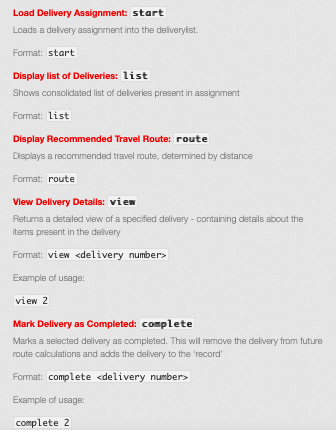 Load Delivery Assignment: start
Loads a delivery assignment into the deliverylist.
Format: start
Display list of Deliveries: list
Shows consolidated list of deliveries present in assignment
Format: list
Display Recommended Travel Route: route
Displays a recommended travel route, determined by distance
Format: route
View Delivery Details: view
Returns a detailed view of a specified delivery - containing details about the
items present in the delivery
Format: view <delivery number>
Example of usage:
view 2
Mark Delivery as Completed: complete
Marks a selected delivery as completed. This will remove the delivery from future
route calculations and adds the delivery to the 'record'
Format: complete <delivery number>
Example of usage:
complete 2